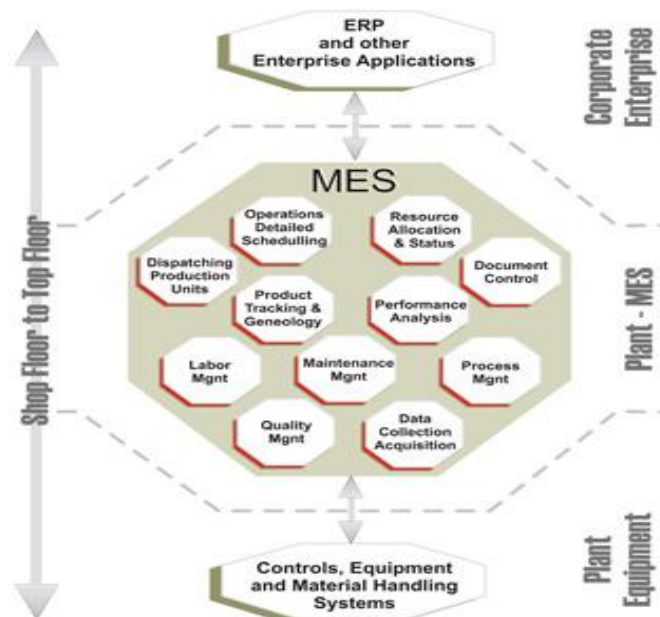 ERP
and other
Enterprise Applications
Corporate
Enterprise
MES
Operations
Detailed
Schedulling
Resource
Allocation
& Status
Dispatching
Production
Units
Document
Control
Product
Tracking &
Geneology
Performance
Analysis
Labor
Mgnt
Maintenance
Mgnt
Process
Mgnt
Quality
Mgnt
Data
Collection
Acquisition
Plant - MES
Shop Floor to Top Floor
Controls, Equipment
and Material Handling
Systems
Plant
Equipment